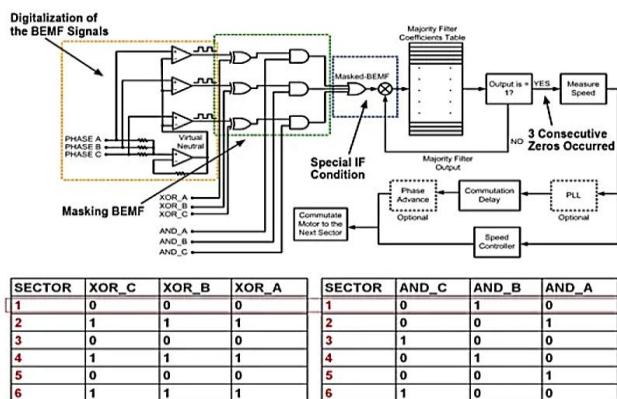 Digitalization of
the BEMF Signals
PHASE A
PHASE B
PHASE C
Virtual
Neutral
Masking BEMF
XOR_A
XOR_B
XOR_C
AND_A
AND_B
AND_C
Masked-BEMF
Special IF
Condition
Majority Filter
Coefficients Table
Majority Filter
Output
Output is =
1?
YES
NO
Measure
Speed
3 Consecutive
Zeros Occurred
Phase
Advance
Optional
Commutation
Delay
PLL
Optional
Commutate
Motor to the
Next Sector
Speed
Controller
SECTOR XOR_C XOR_B XOR_A
1 0 0 0
2 1 1 1
3 0 0 0
4 1 1 1
5 0 0 0
6 1 1 1
SECTOR AND_C AND_B AND_A
1 0 1 0
2 0 0 1
3 1 0 0
4 0 1 0
5 0 0 1
6 1 0 0